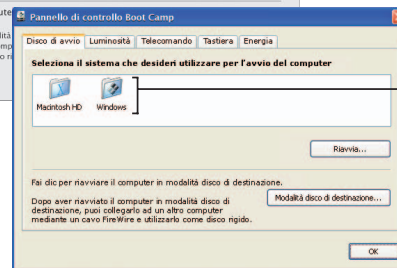 Pannello di controllo Boot Camp
Disco di avvio Luminosità Telecomando Tastiera Energia
Seleziona il sistema che desideri utilizzare per l'avvio del computer
Macintosh HD Windows
Riavvia...
Fai clic per riavviare il computer in modalità disco di destinazione.
Dopo aver riavviato il computer in modalità disco di
destinazione, puoi collegarlo ad un altro computer
mediante un cavo FireWire e utilizzarlo come disco rigido.
Modalità disco di destinazione...
OK